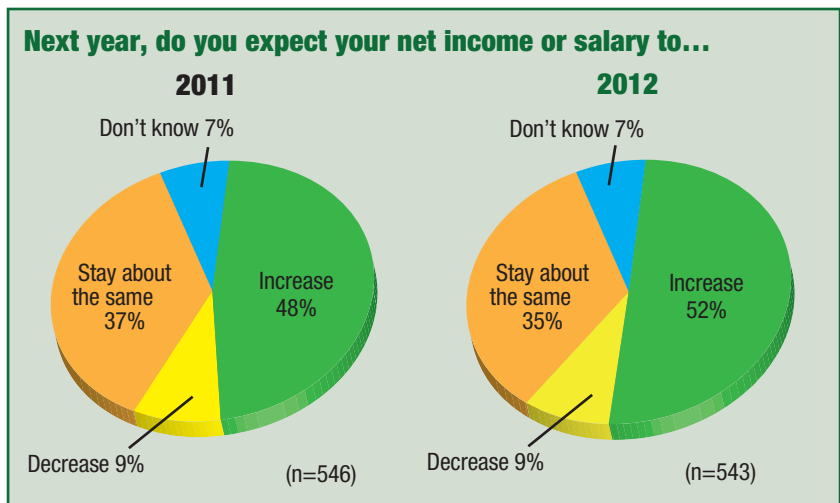 Next year, do you expect your net income or salary to…
2011
Don't know 7%
Stay about
the same
37%
Increase
48%
Decrease 9%
(n=546)
2012
Don't know 7%
Stay about
the same
35%
Increase
52%
Decrease 9%
(n=543)